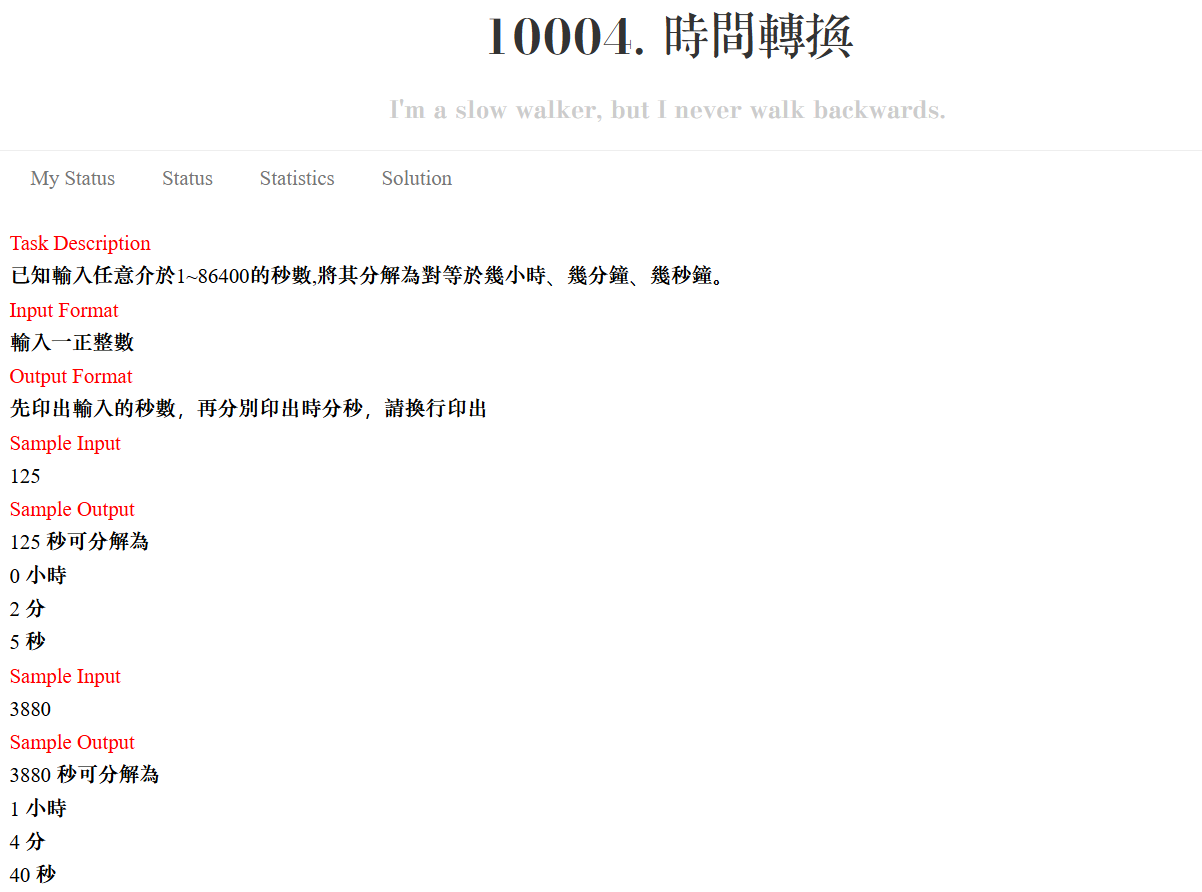 10004. 時間轉換
I'm a slow walker, but I never walk backwards.
My Status Status Statistics Solution
Task Description
已知輸入任意介於1~86400的秒數,將其分解為對等於幾小時、幾分鐘、幾秒鐘。
Input Format
輸入一正整數
Output Format
先印出輸入的秒數，再分別印出時分秒，請換行印出
Sample Input
125
Sample Output
125 秒可分解為
0 小時
2 分
5 秒
Sample Input
3880
Sample Output
3880 秒可分解為
1 小時
4 分
40 秒